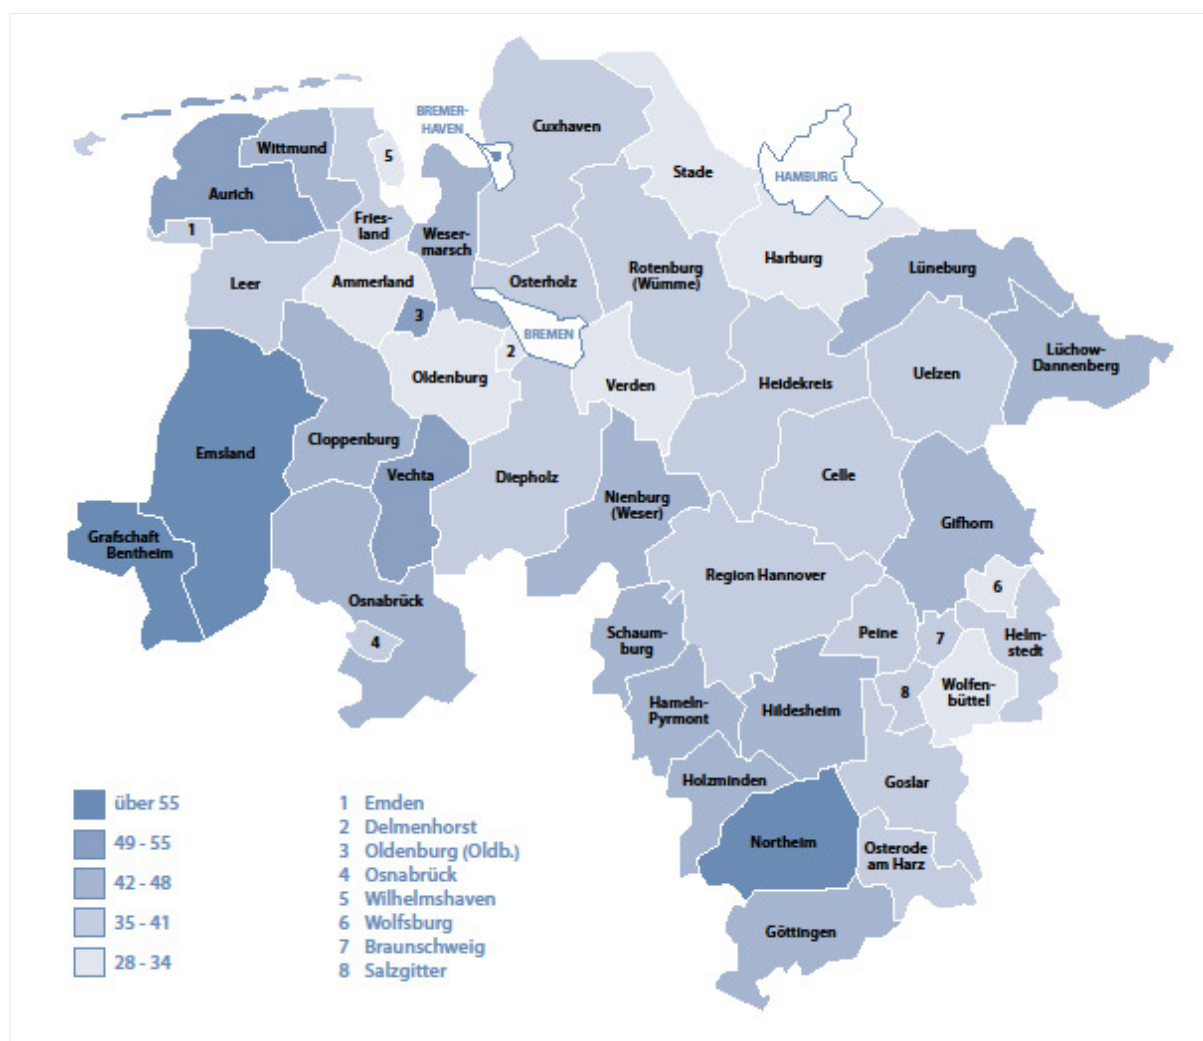 BREMER-
HAVEN
Cuxhaven
Wittmund
5
Stade
HAMBURG
Aurich
1
Fries-
land
Weser-
marsch
Harburg
Leer
Ammerland
Osterholz
Rotenburg
(Wümme)
Lüneburg
3
BREMEN
2
Oldenburg
Verden
Heidekreis
Uelzen
Lüchow-
Dannenberg
Emsland
Cloppenburg
Vechta
Diepholz
Nienburg
(Weser)
Celle
Gifhorn
Grafschaft
Bentheim
Region Hannover
6
Osnabrück
4
Schaum-
burg
Peine
7
Helm-
stedt
8
Wolfen-
büttel
Hameln-
Pyrmont
Hildesheim
Holzminden
Goslar
Northeim
Osterode
am Harz
Göttingen
über 55
49 - 55
42 - 48
35 - 41
28 - 34
1 Emden
2 Delmenhorst
3 Oldenburg (Oldb.)
4 Osnabrück
5 Wilhelmshaven
6 Wolfsburg
7 Braunschweig
8 Salzgitter